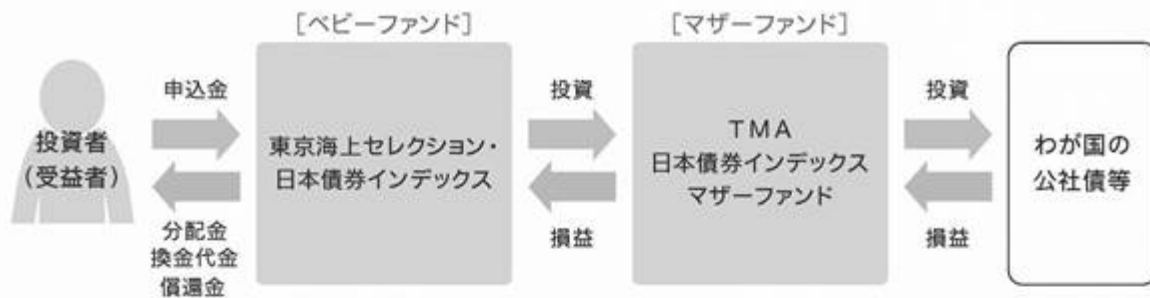 [ベビーファンド]
[マザーファンド]
投資者
(受益者)
申込金
分配金
換金代金
償還金
東京海上セレクション・
日本債券インデックス
投資
損益
TMA
日本債券インデックス
マザーファンド
投資
損益
わが国の
公社債等